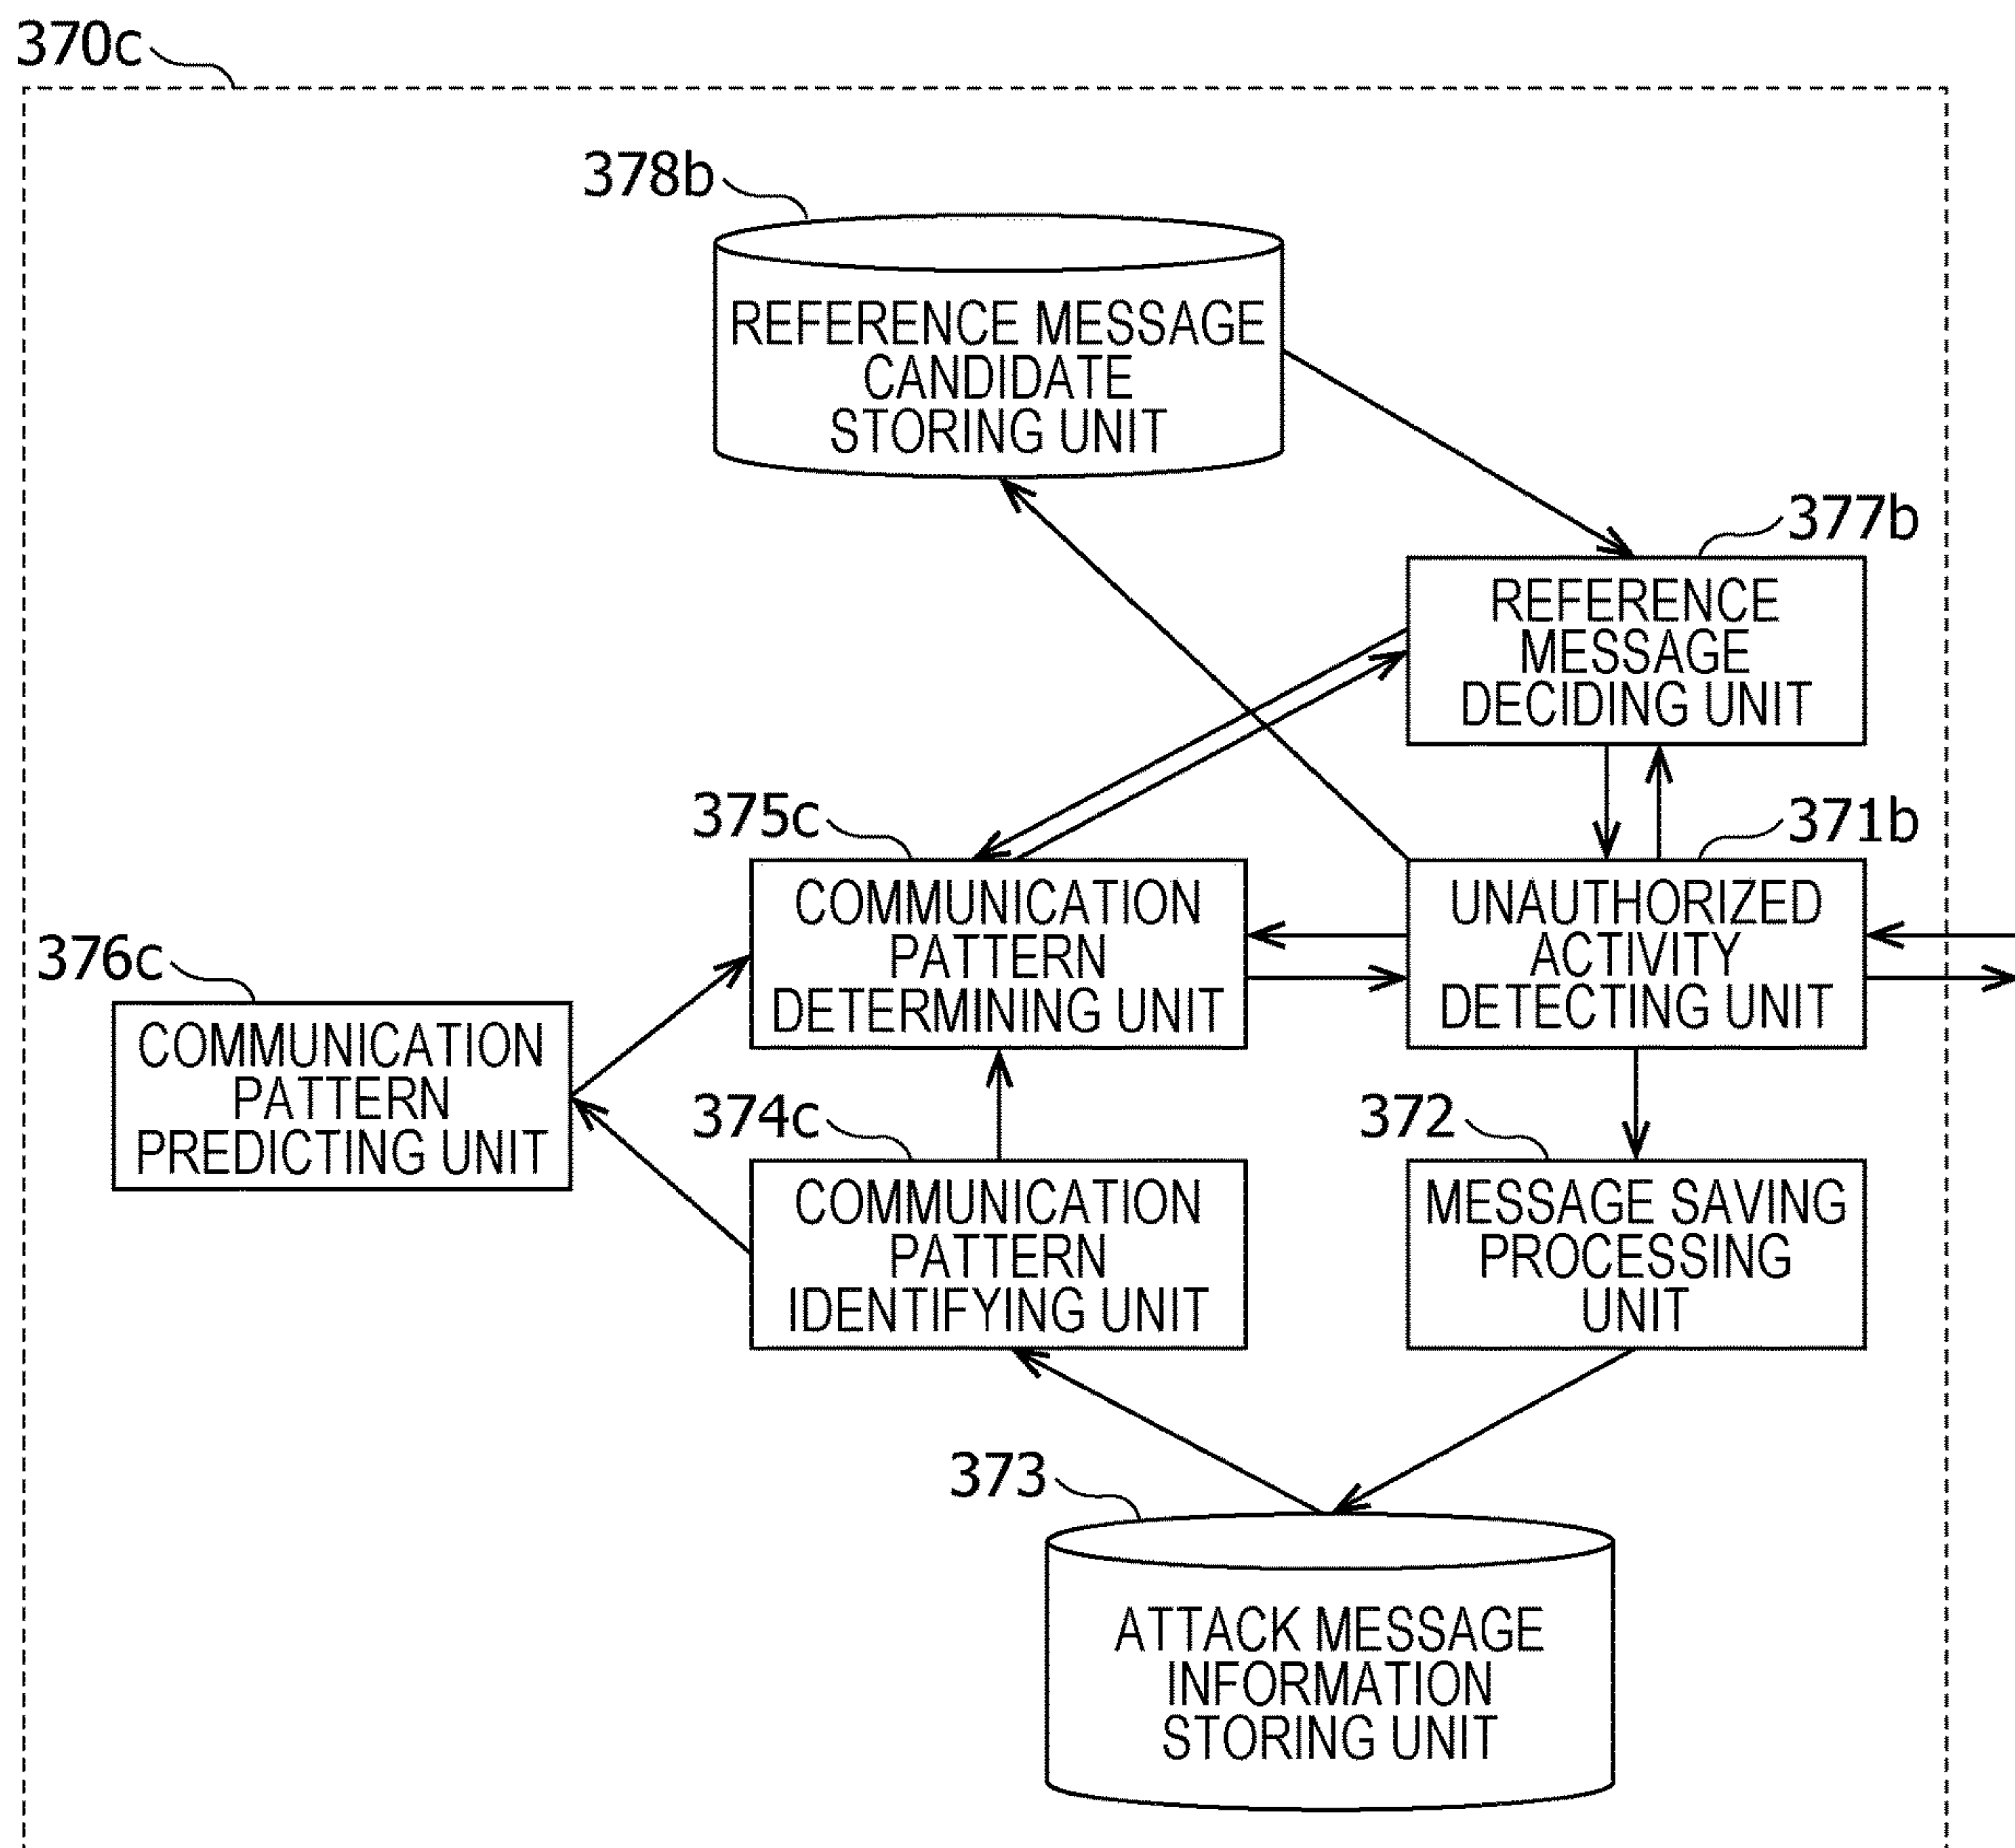 370c
378b
REFERENCE MESSAGE
CANDIDATE
STORING UNIT
377b
REFERENCE
MESSAGE
DECIDING UNIT
375c
COMMUNICATION
PATTERN
DETERMINING UNIT
371b
UNAUTHORIZED
ACTIVITY
DETECTING UNIT
376c
COMMUNICATION
PATTERN
PREDICTING UNIT
374c
COMMUNICATION
PATTERN
IDENTIFYING UNIT
372
MESSAGE SAVING
PROCESSING
UNIT
373
ATTACK MESSAGE
INFORMATION
STORING UNIT